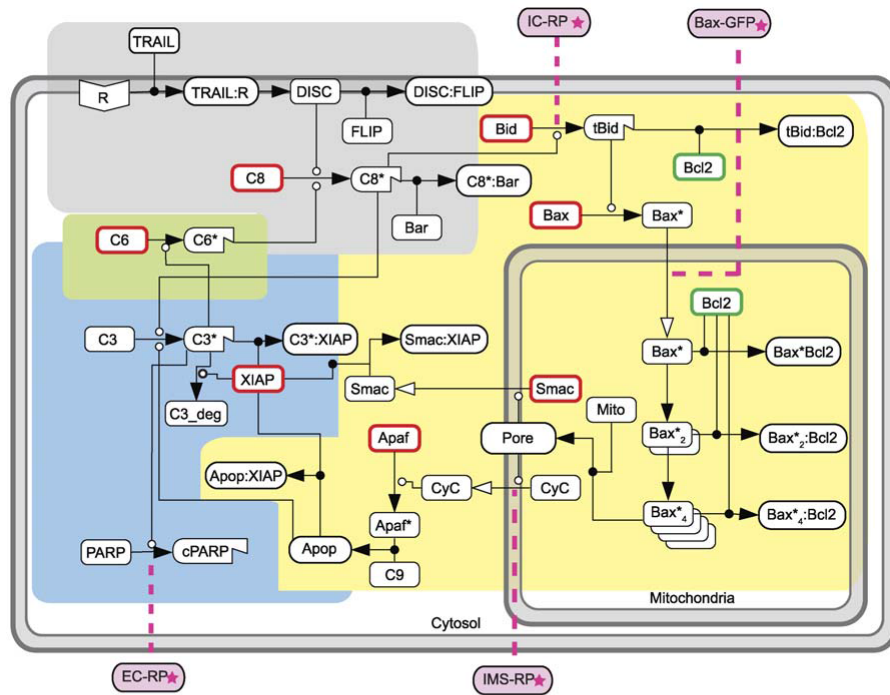 IC-RP
Bax-GFP
TRAIL
R
TRAIL:R
DISC
DISC:FLIP
FLIP
Bid
tBid
tBid:Bcl2
Bcl2
C8
C8*
C8*:Bar
Bar
Bax
Bax*
C6
C6*
Bcl2
C3
C3*
C3*:XIAP
Smac:XIAP
Bax*
Bax*Bcl2
XIAP
Smac
Smac
Mito
C3_deg
Apaf
Pore
Bax*2
Bax*2:Bcl2
Apop:XIAP
CyC
CyC
Bax*4
Bax*4:Bcl2
Apaf*
PARP
cPARP
Apop
C9
Mitochondria
Cytosol
EC-RP
IMS-RP